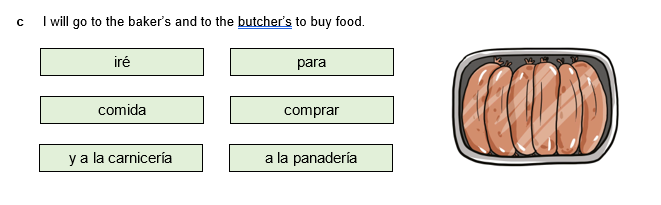 c I will go to the baker's and to the butcher's to buy food.
iré para
comida comprar
y a la carnicería a la panadería